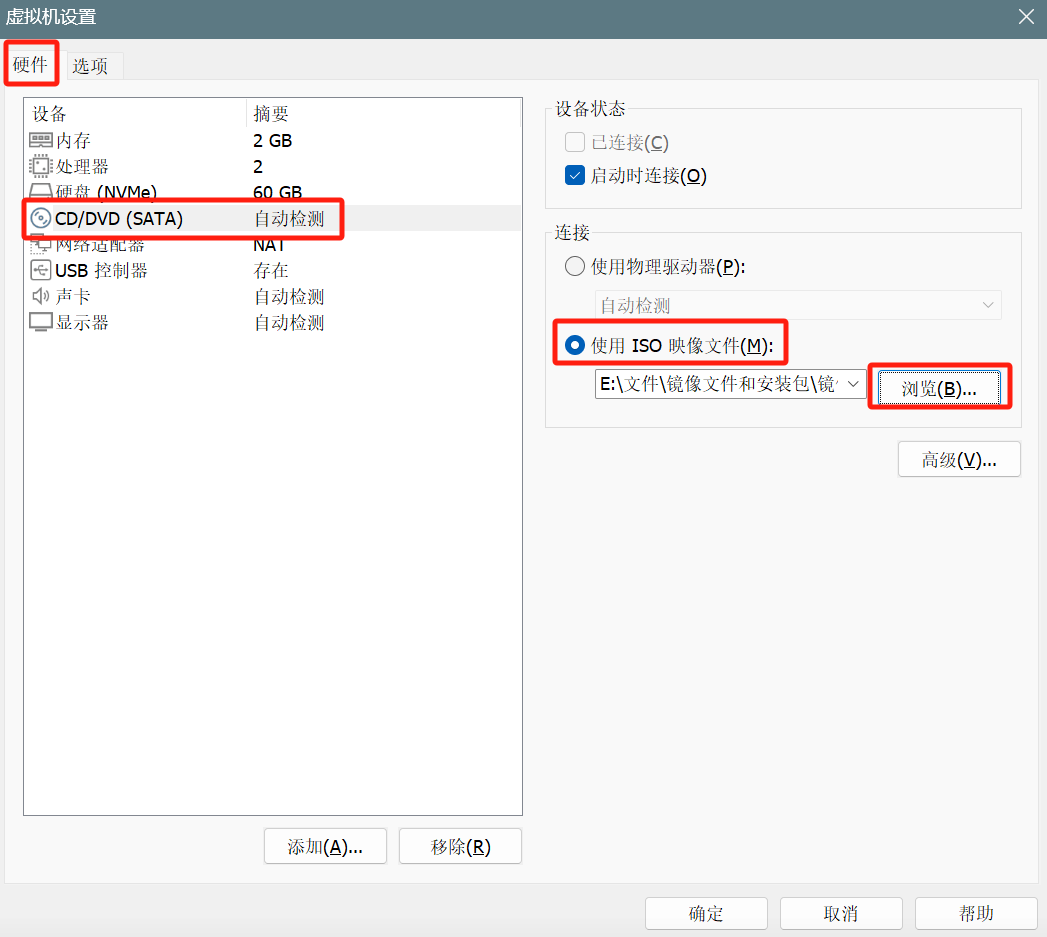 虚拟机设置
硬件 选项
设备 摘要
内存 2 GB
处理器 2
硬盘 (NVMe) 60 GB
CD/DVD (SATA) 自动检测
网络适配器 NAT
USB 控制器 存在
声卡 自动检测
显示器 自动检测
添加(A)... 移除(R)
设备状态
已连接(C)
启动时连接(O)
连接
使用物理驱动器(P):
自动检测
使用 ISO 映像文件(M):
E:\文件\镜像文件和安装包\镜
浏览(B)...
高级(V)...
确定 取消 帮助